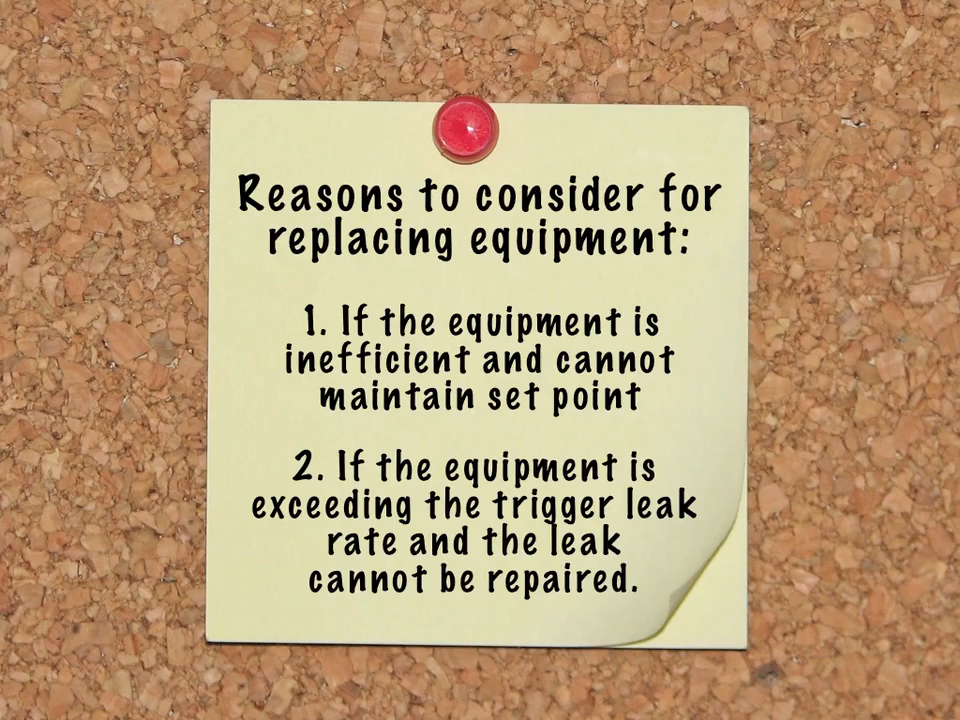 Reasons to consider for
replacing equipment:
1. If the equipment is
inefficient and cannot
maintain set point
2. If the equipment is
exceeding the trigger leak
rate and the leak
cannot be repaired.